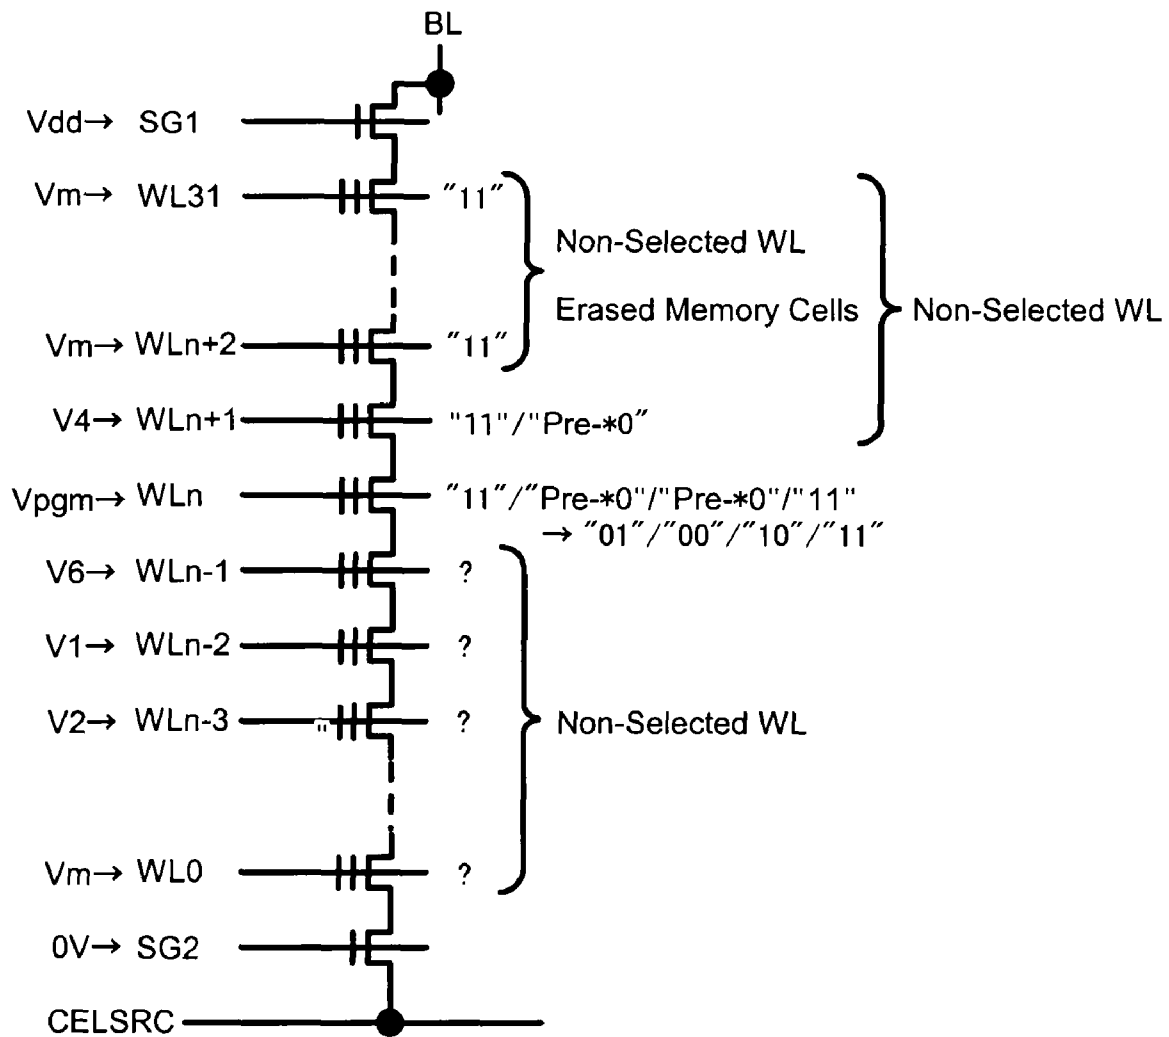 BL
Vdd→ SG1
Vm→ WL31 "11"
Non-Selected WL
Erased Memory Cells
Non-Selected WL
Vm→ WLn+2 "11"
V4→ WLn+1 "11"/"Pre-*0"
Vpgm→ WLn "11"/"Pre-*0"/"Pre-*0"/"11"
→ "01"/"00"/"10"/"11"
V6→ WLn-1 ?
V1→ WLn-2 ?
V2→ WLn-3 " ?
Non-Selected WL
Vm→ WL0 ?
0V→ SG2
CELSRC